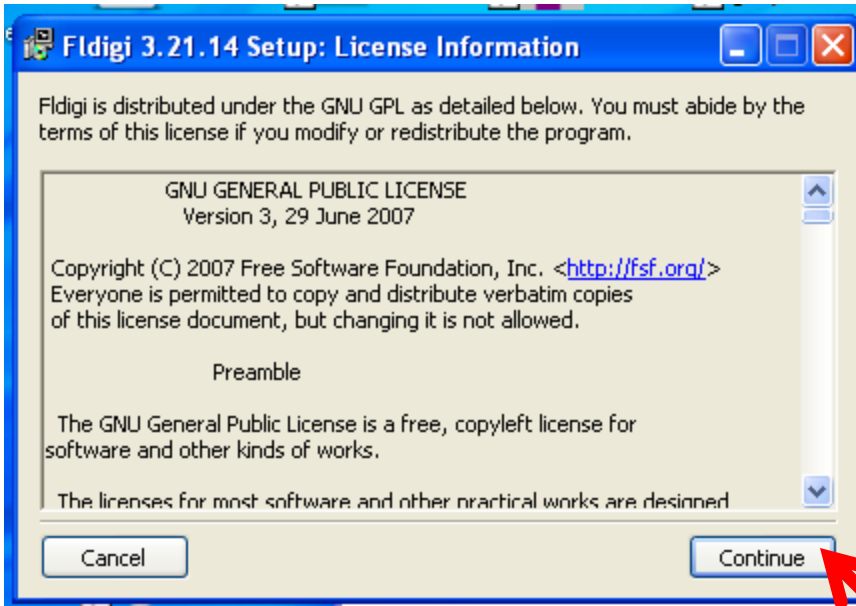 Fldigi 3.21.14 Setup: License Information
Fldigi is distributed under the GNU GPL as detailed below. You must abide by the
terms of this license if you modify or redistribute the program.
GNU GENERAL PUBLIC LICENSE
Version 3, 29 June 2007
Copyright (C) 2007 Free Software Foundation, Inc. <http://fsf.org/>
Everyone is permitted to copy and distribute verbatim copies
of this license document, but changing it is not allowed.
Preamble
The GNU General Public License is a free, copyleft license for
software and other kinds of works.
The licenses for most software and other practical works are designed
Cancel
Continue